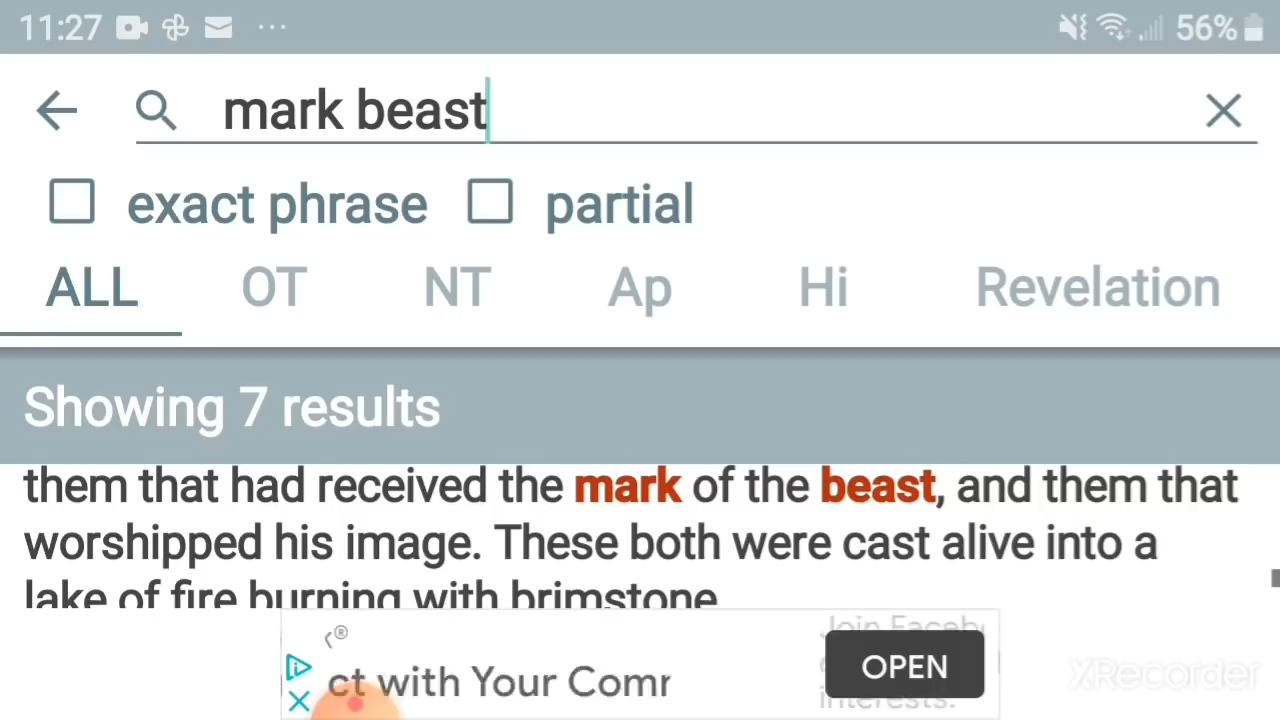 11:27 ... 56%
mark beast
exact phrase partial
ALL OT NT Ap Hi Revelation
Showing 7 results
them that had received the mark of the beast, and them that
worshipped his image. These both were cast alive into a
lake of fire burning with brimstone
®
Join
ct with Your Comr
OPEN
interests.
XRecorder